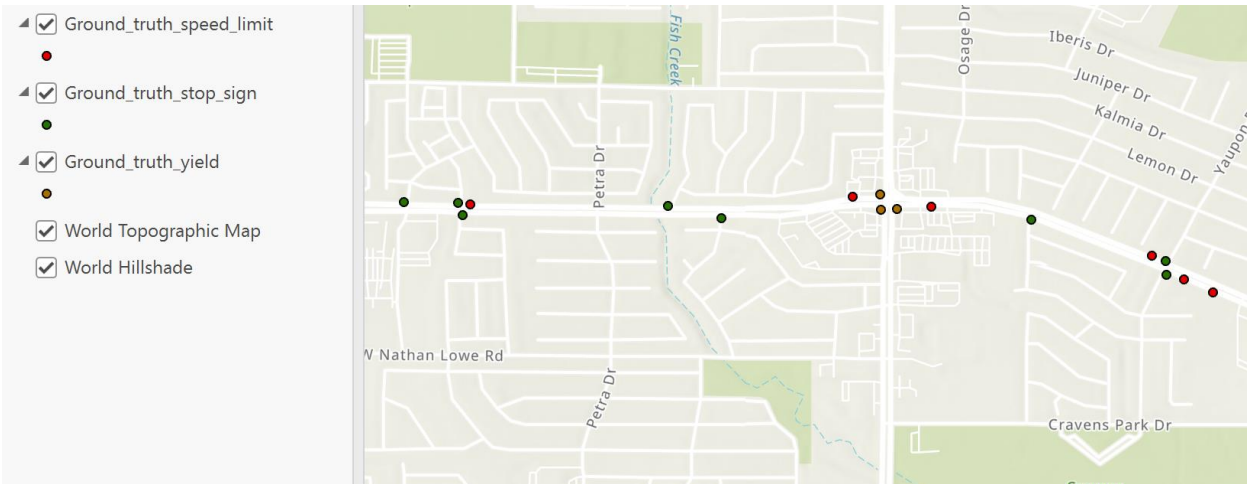 Ground_truth_speed_limit
Ground_truth_stop_sign
Ground_truth_yield
World Topographic Map
World Hillshade
Fish Creek
Osage Dr
Iberis Dr
Juniper Dr
Kalmia Dr
Lemon Dr
Yaupon
Petra Dr
W Nathan Lowe Rd
Petra Dr
Cravens Park Dr